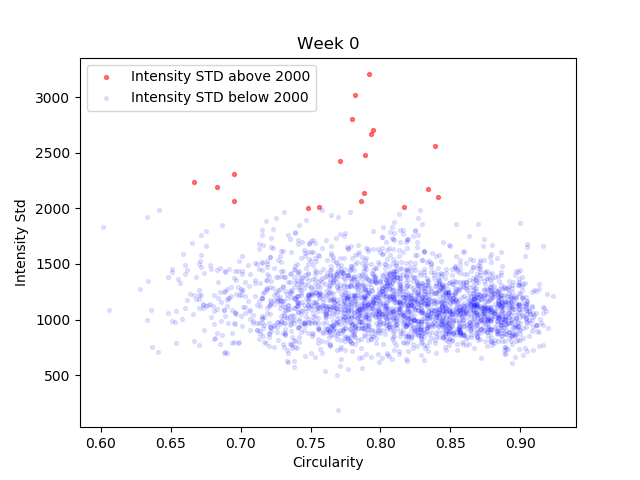 Week 0
Intensity STD above 2000
Intensity STD below 2000
Intensity Std
3000
2500
2000
1500
1000
500
0.60 0.65 0.70 0.75 0.80 0.85 0.90
Circularity